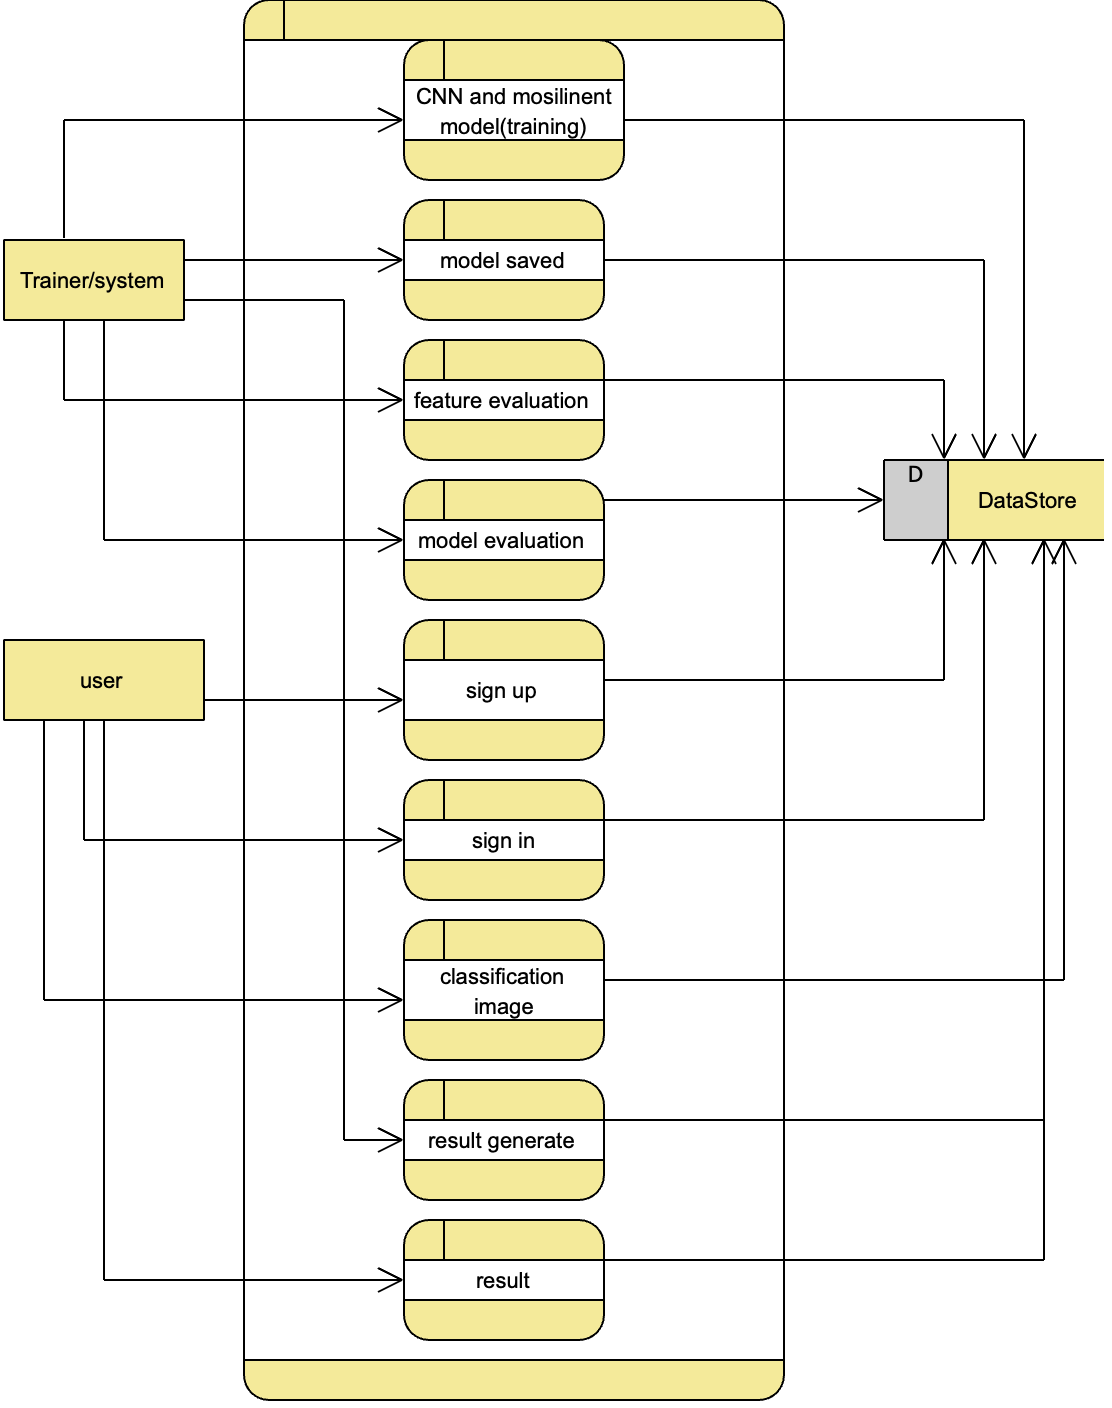 CNN and mosilinent
model(training)
Trainer/system
model saved
feature evaluation
D
DataStore
model evaluation
user
sign up
sign in
classification
image
result generate
result